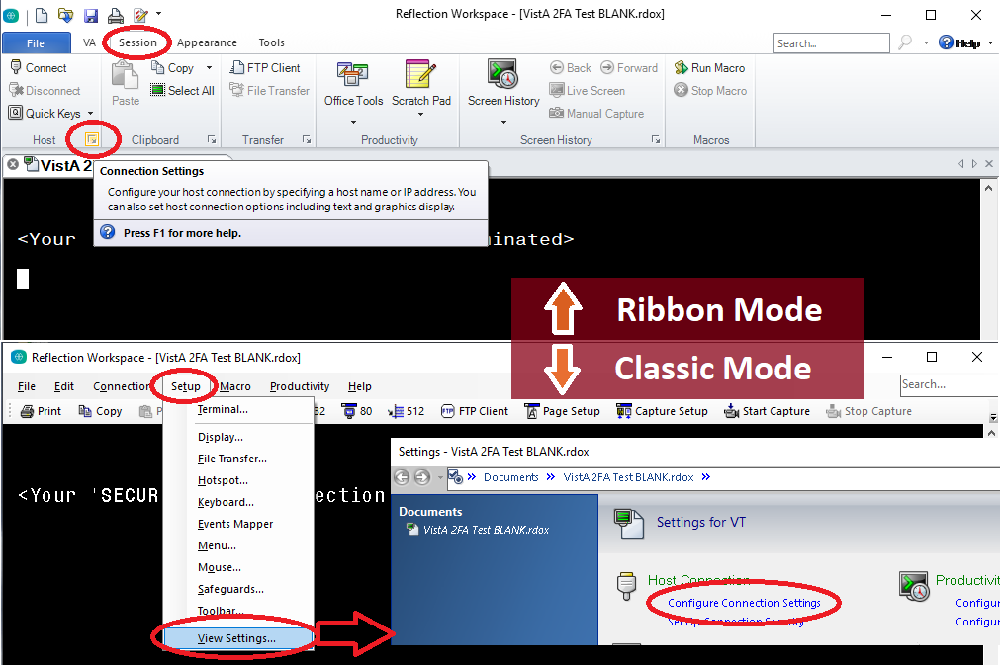 Reflection Workspace - [VistA 2FA Test BLANK.rdox]
File VA Session Appearance Tools Search... Help
Connect Copy FTP Client Back Forward Run Macro
Disconnect Paste Select All File Transfer Office Tools Scratch Pad Screen History Live Screen Stop Macro
Quick Keys Manual Capture
Host Clipboard Transfer Productivity Screen History Macros
VistA 2
Connection Settings
Configure your host connection by specifying a host name or IP address. You
can also set host connection options including text and graphics display.
Press F1 for more help.
<Your inated>
Ribbon Mode
Classic Mode
Reflection Workspace - [VistA 2FA Test BLANK.rdox]
File Edit Connection Setup Macro Productivity Help Search...
Print Copy P 32 80 512 FTP Client Page Setup Capture Setup Start Capture Stop Capture
Terminal...
Display...
File Transfer...
Hotspot...
Keyboard...
Events Mapper
Menu...
Mouse...
Safeguards...
Toolbar...
View Settings...
<Your 'SECUR ection
Settings - VistA 2FA Test BLANK.rdox
» Documents » VistA 2FA Test BLANK.rdox »
Documents
VistA 2FA Test BLANK.rdox
Settings for VT
Host Connection Productivit
Configure Connection Settings Configur
Set Up Connection Security Configur